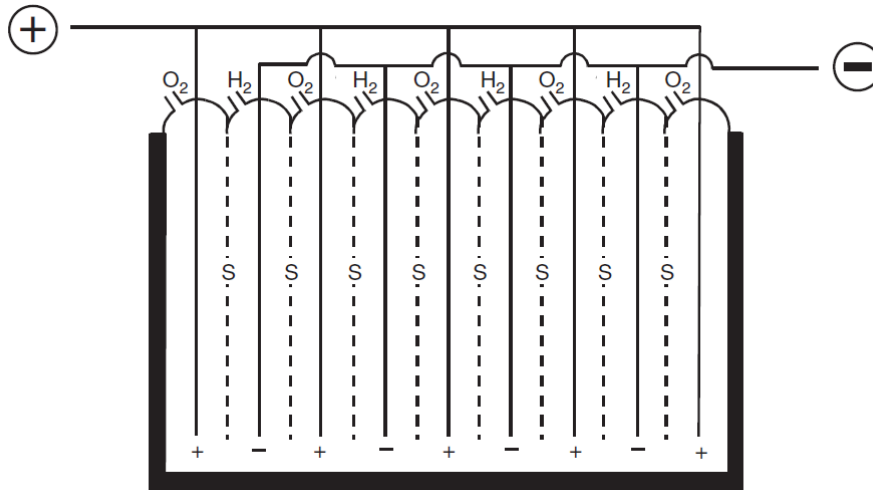 +
−
O₂ H₂ O₂ H₂ O₂ H₂ O₂ H₂ O₂
S S S S S S S S
+ − + − + − + − +